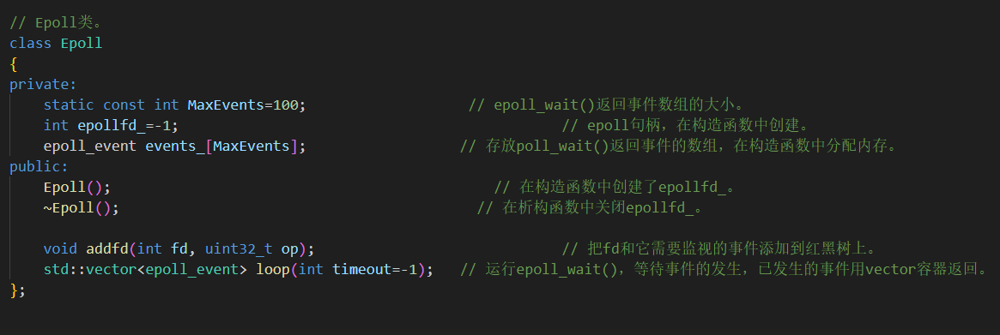 // Epoll类。
class Epoll
{
private:
    static const int MaxEvents=100;                   // epoll_wait()返回事件数组的大小。
    int epollfd_=-1;                                             // epoll句柄，在构造函数中创建。
    epoll_event events_[MaxEvents];                  // 存放poll_wait()返回事件的数组，在构造函数中分配内存。
public:
    Epoll();                                             // 在构造函数中创建了epollfd_。
    ~Epoll();                                          // 在析构函数中关闭epollfd_。

    void addfd(int fd, uint32_t op);                             // 把fd和它需要监视的事件添加到红黑树上。
    std::vector<epoll_event> loop(int timeout=-1);   // 运行epoll_wait()，等待事件的发生，已发生的事件用vector容器返回。
};